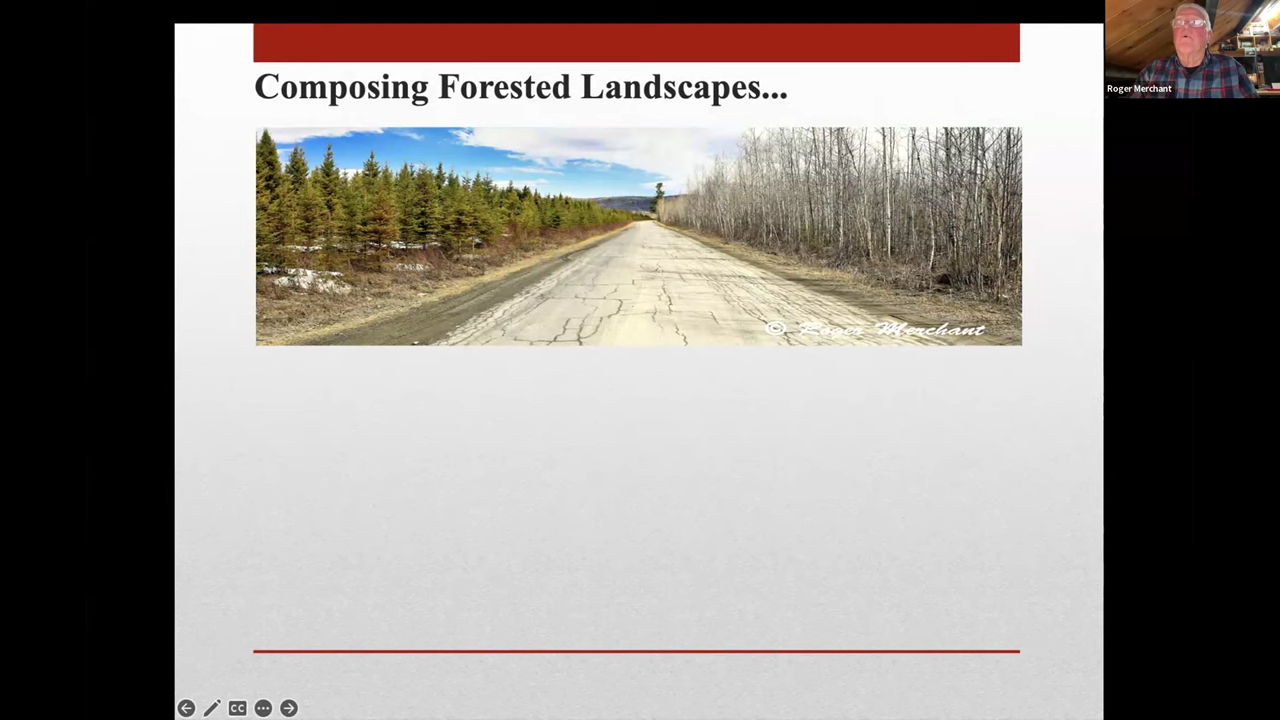 Composing Forested Landscapes...
Roger Merchant
© Roger Merchant
CC